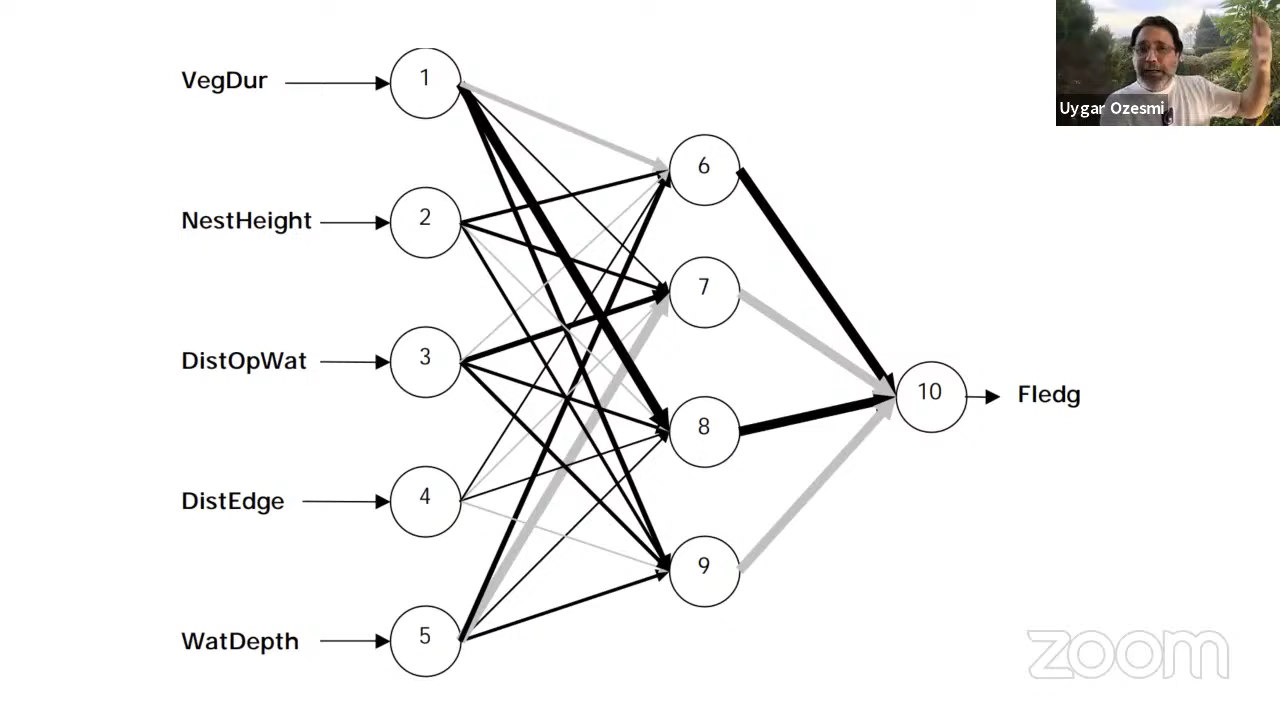 VegDur
1
NestHeight
2
DistOpWat
3
DistEdge
4
WatDepth
5
6
7
8
9
10
Fledg
Uygar Ozesmi
zoom